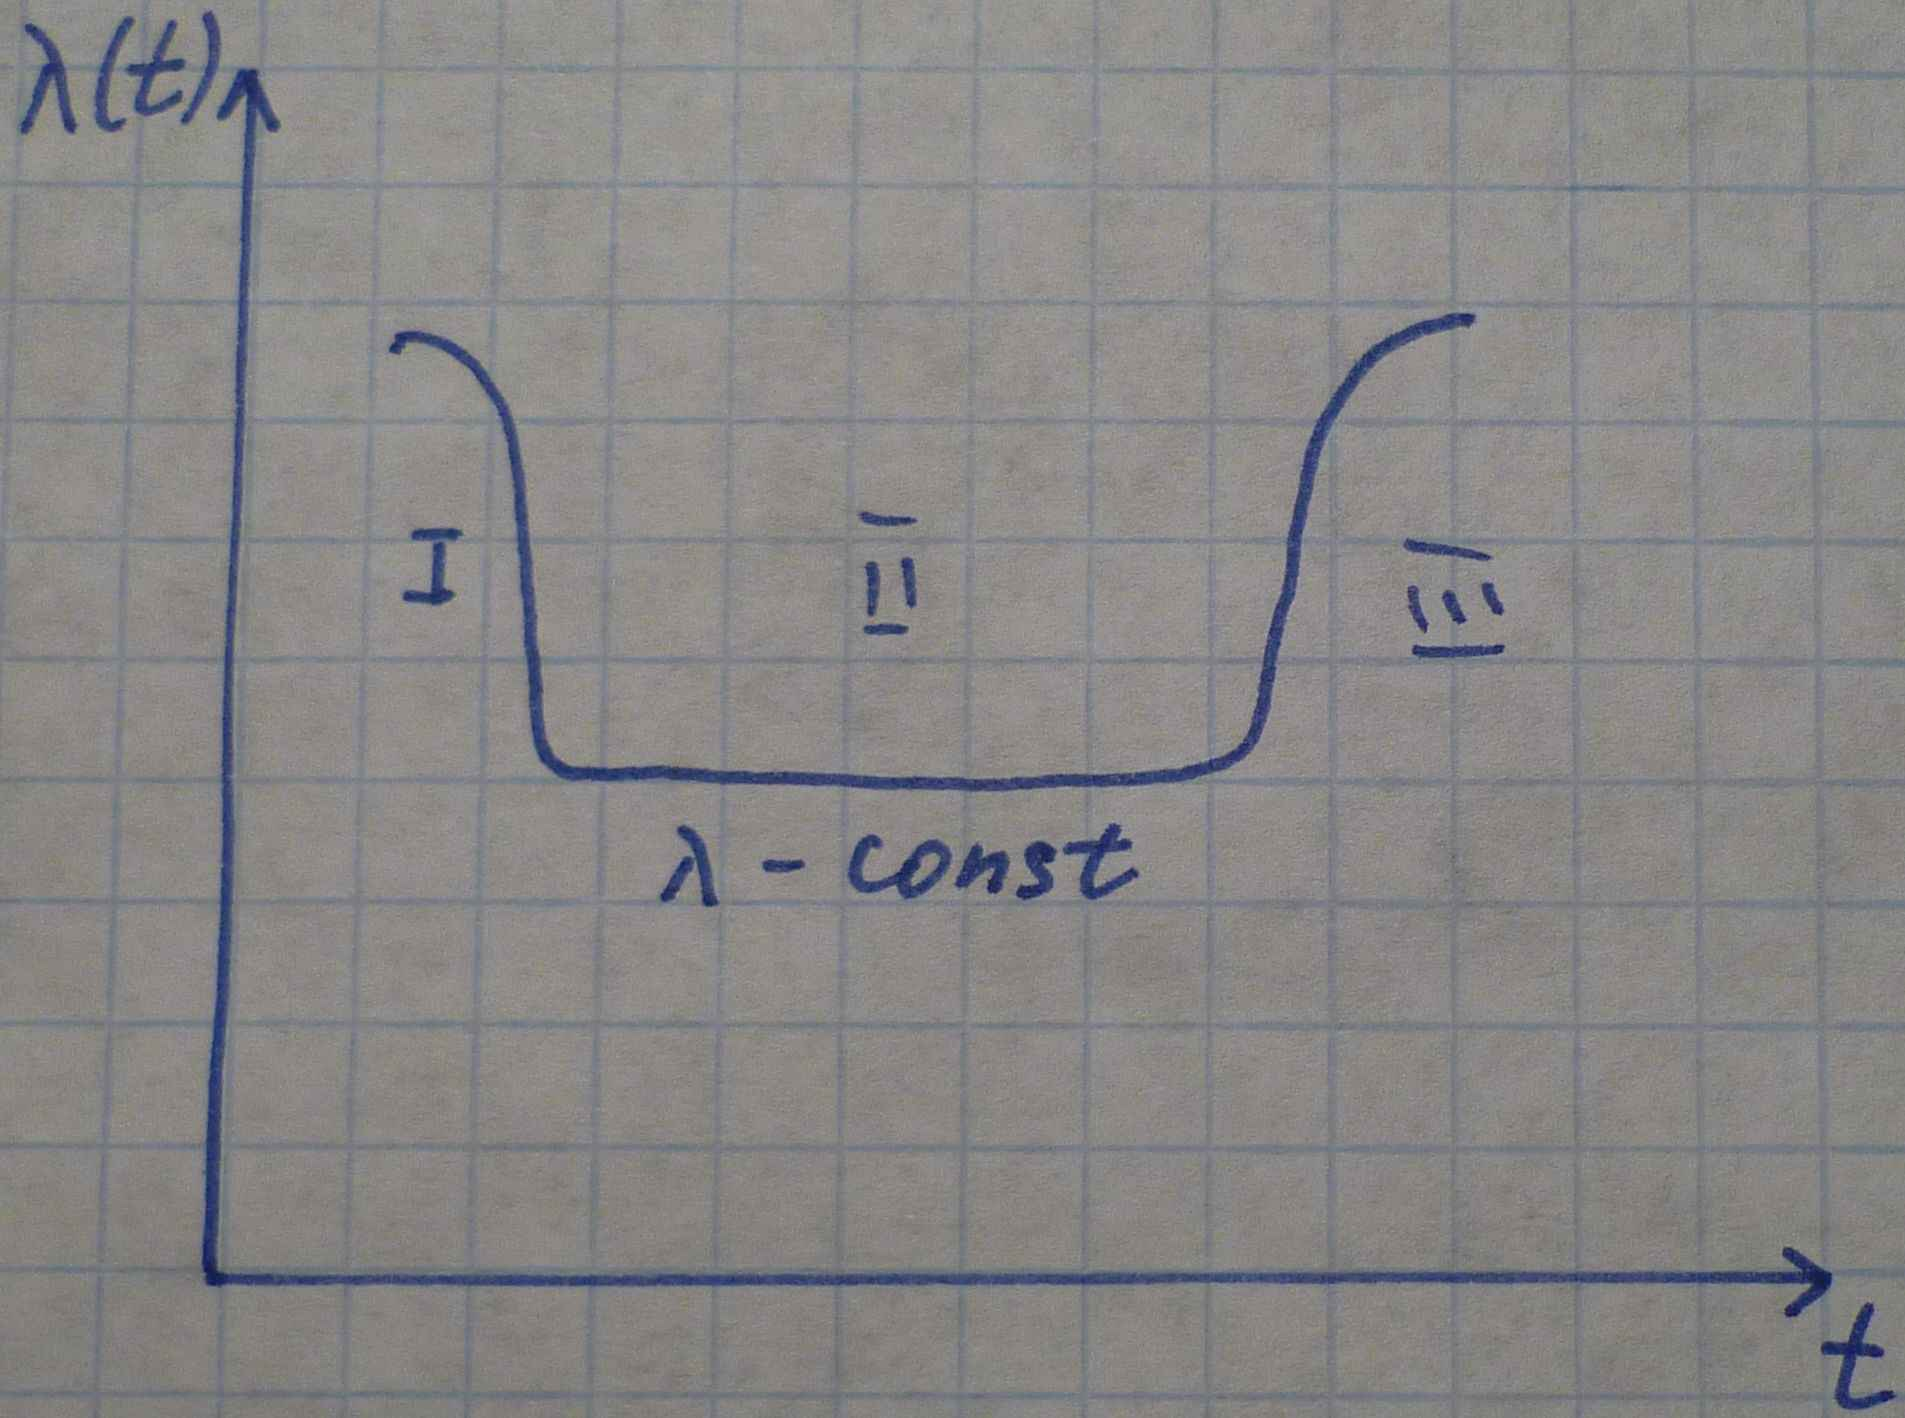 λ(t)
I II III
λ - const
t